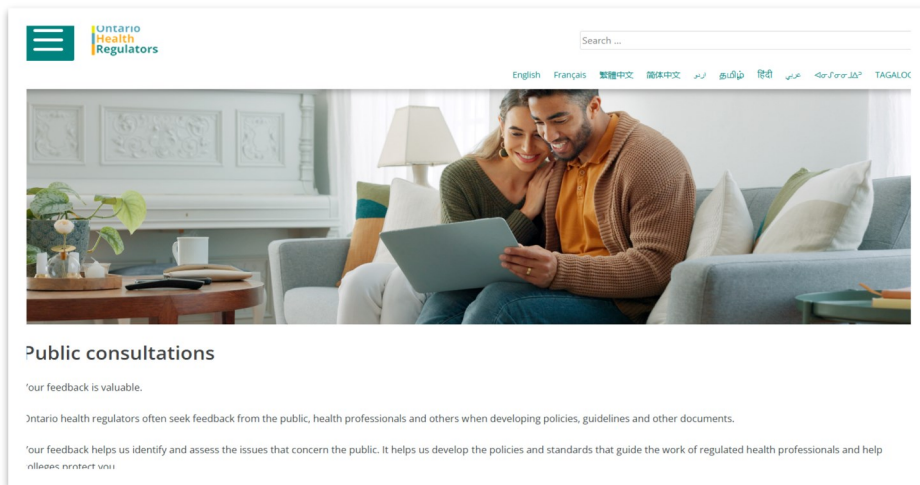 Ontario
Health
Regulators
Search ...
English Français 繁體中文 简体中文 اردو தமிழ் हिंदी عربي ᐊᓂᔑᓂᓂᒧᐎᐣ TAGALOG
Public consultations
Your feedback is valuable.
Ontario health regulators often seek feedback from the public, health professionals and others when developing policies, guidelines and other documents.
Your feedback helps us identify and assess the issues that concern the public. It helps us develop the policies and standards that guide the work of regulated health professionals and help
colleges protect you